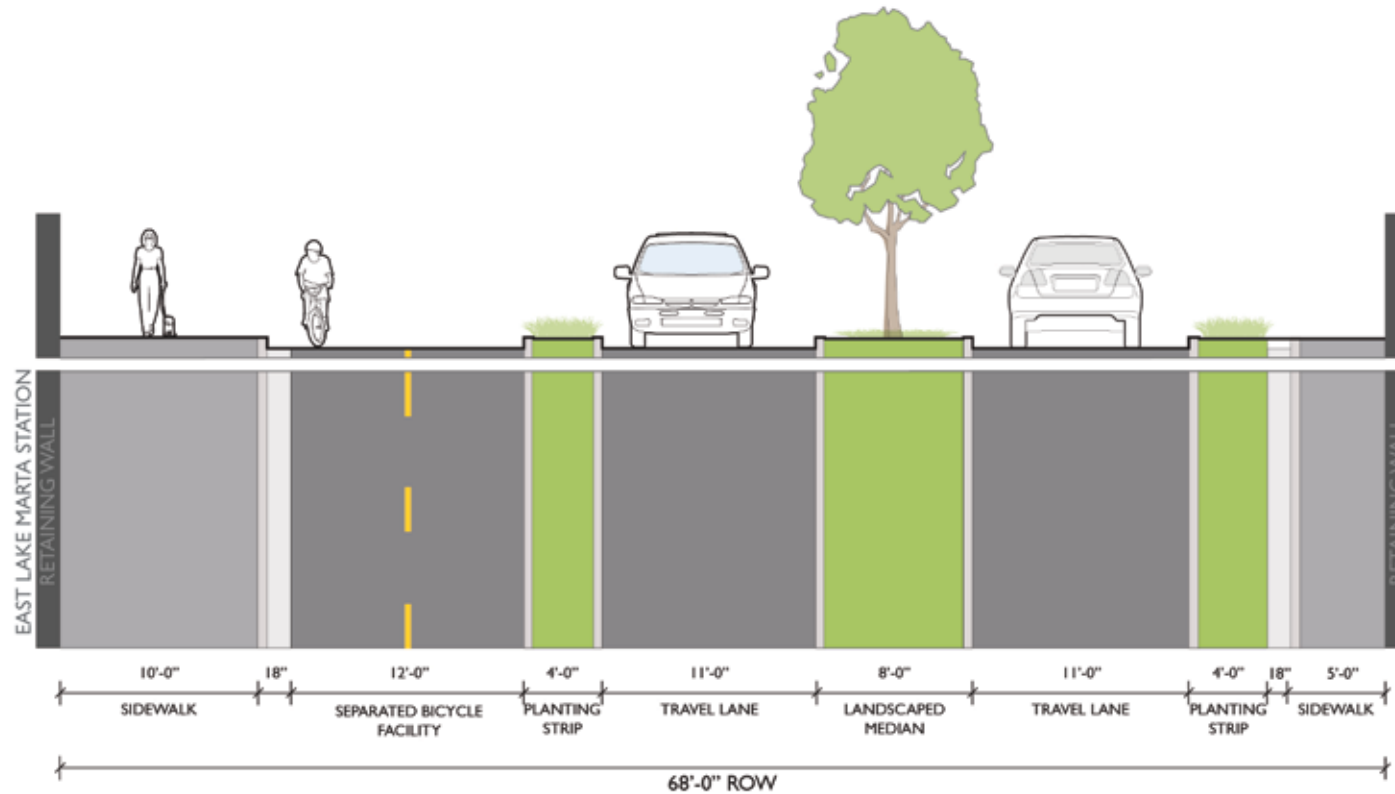 EAST LAKE MARTA STATION
RETAINING WALL
RETAINING WALL
10'-0" 18" 12'-0" 4'-0" 11'-0" 8'-0" 11'-0" 4'-0" 18" 5'-0"
SIDEWALK SEPARATED BICYCLE PLANTING TRAVEL LANE LANDSCAPED TRAVEL LANE PLANTING SIDEWALK
FACILITY STRIP MEDIAN STRIP
68'-0" ROW